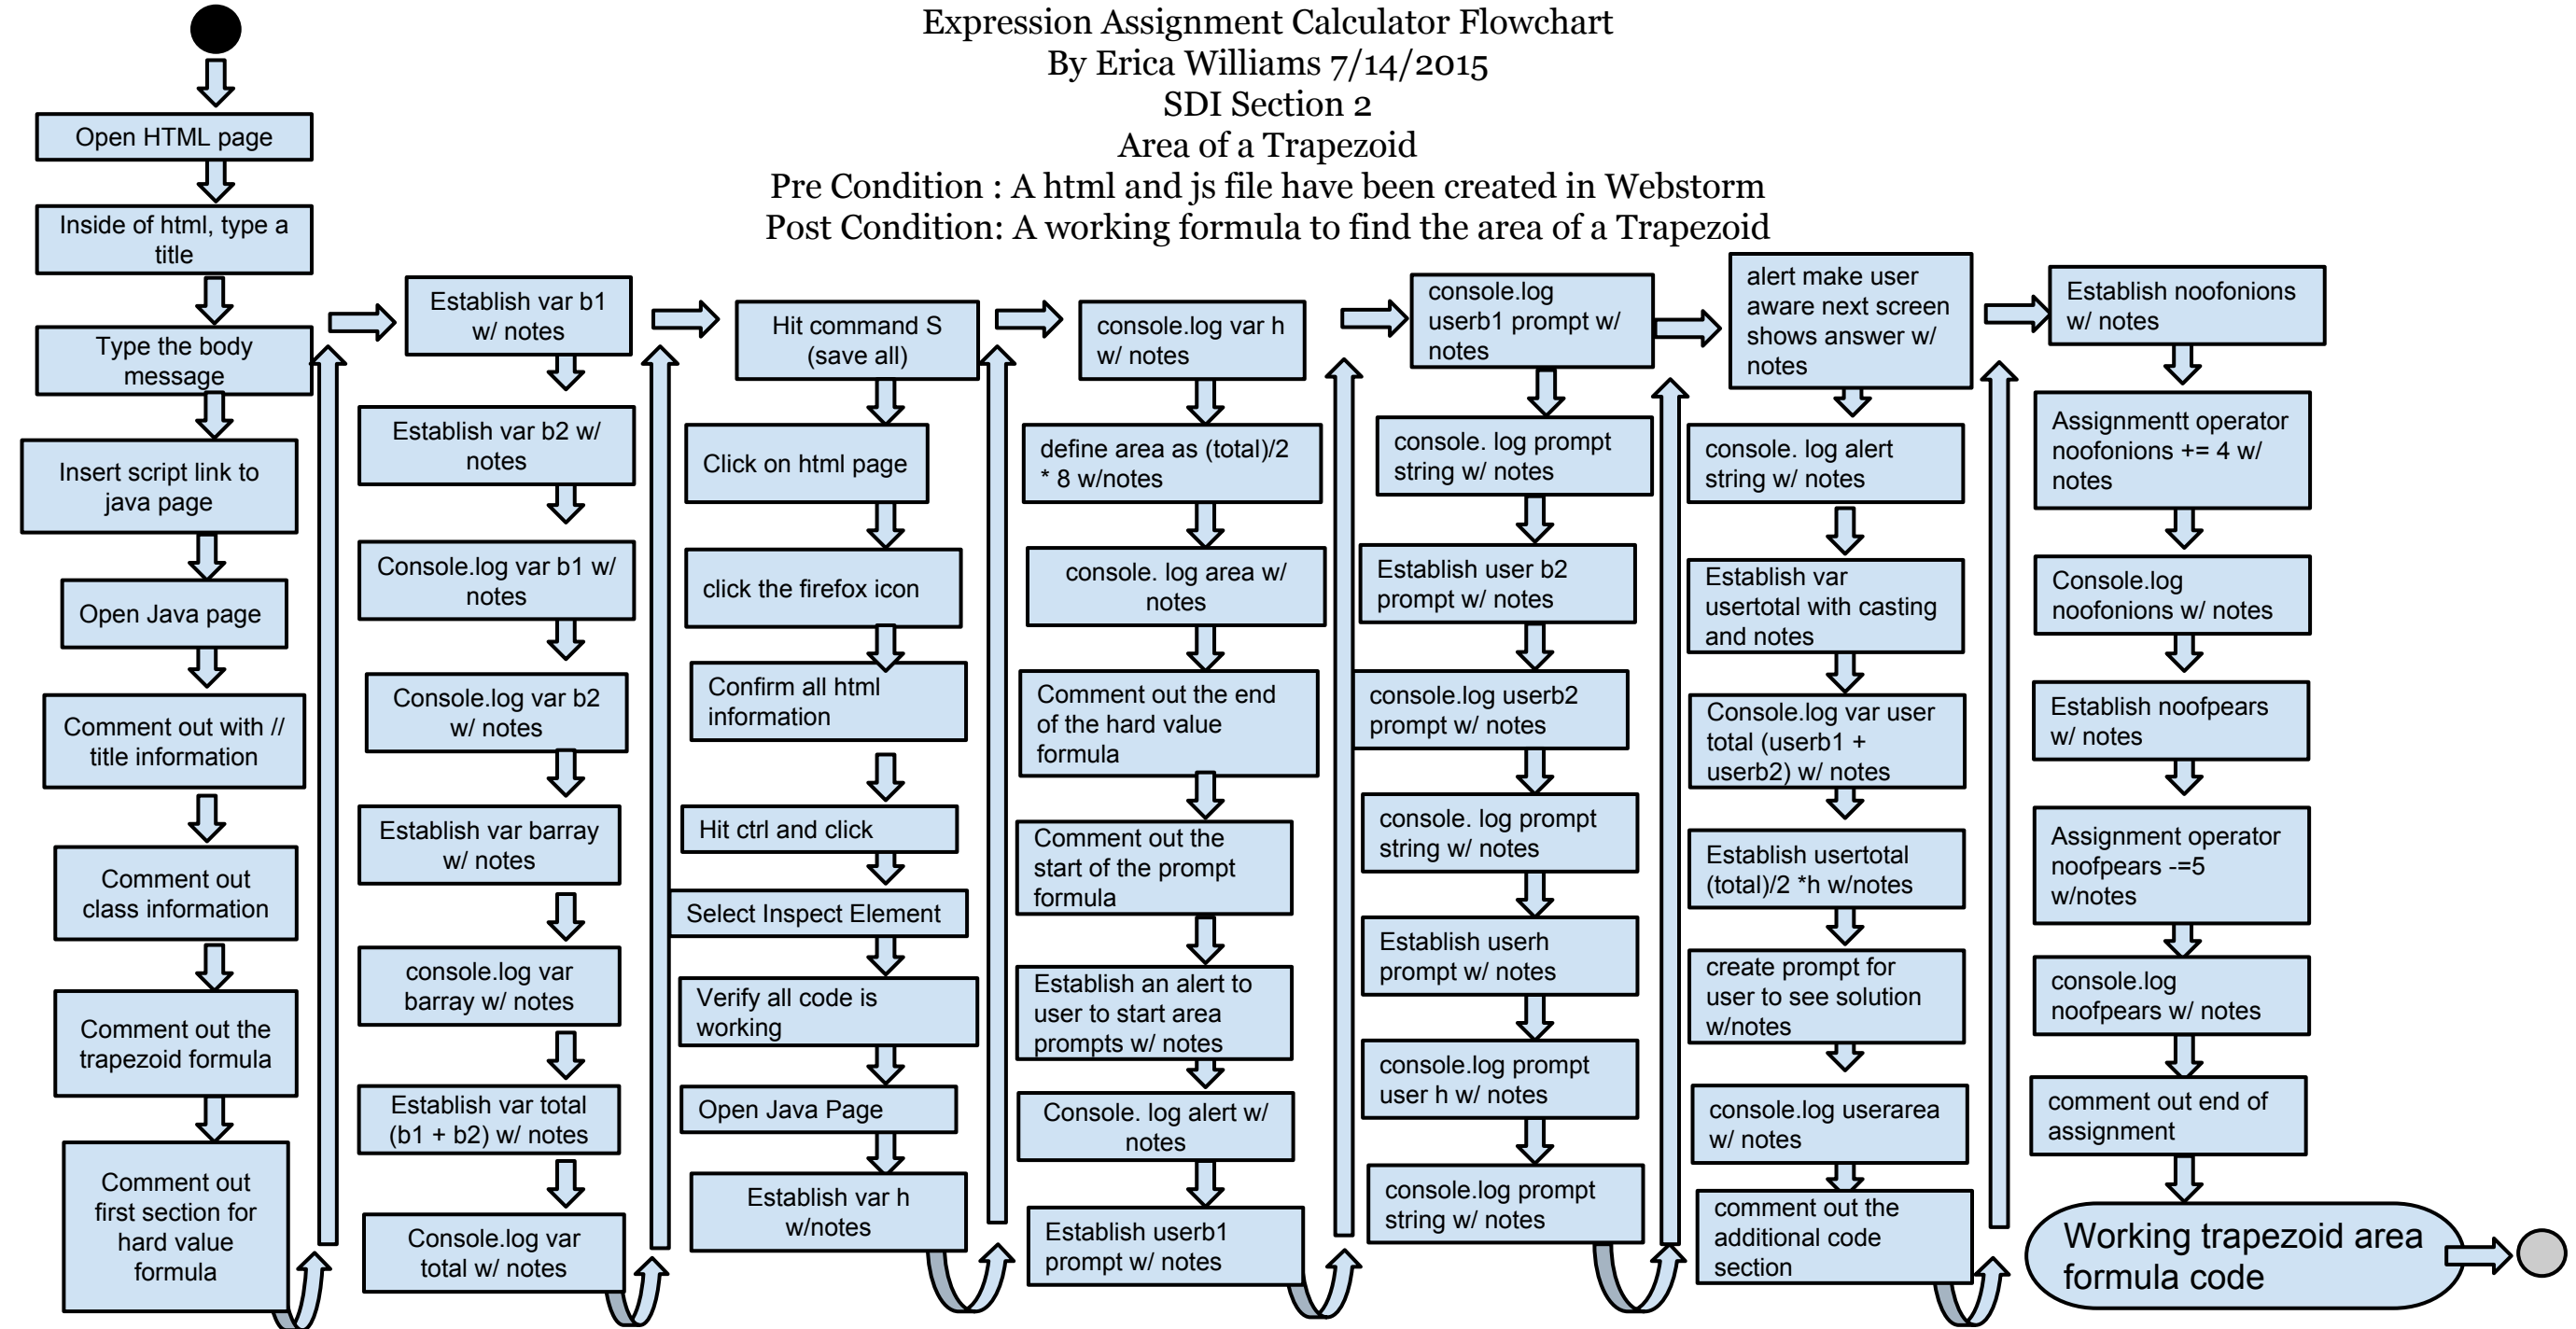 Expression Assignment Calculator Flowchart
By Erica Williams 7/14/2015
SDI Section 2
Area of a Trapezoid
Pre Condition : A html and js file have been created in Webstorm
Post Condition: A working formula to find the area of a Trapezoid
Open HTML page
Inside of html, type a
title
Type the body
message
Insert script link to
java page
Open Java page
Comment out with //
title information
Comment out
class information
Comment out the
trapezoid formula
Comment out
first section for
hard value
formula
Establish var b1
w/ notes
Establish var b2 w/
notes
Console.log var b1 w/
notes
Console.log var b2
w/ notes
Establish var barray
w/ notes
console.log var
barray w/ notes
Establish var total
(b1 + b2) w/ notes
Console.log var
total w/ notes
Hit command S
(save all)
Click on html page
click the firefox icon
Confirm all html
information
Hit ctrl and click
Select Inspect Element
Verify all code is
working
Open Java Page
Establish var h
w/notes
console.log var h
w/ notes
define area as (total)/2
* 8 w/notes
console. log area w/
notes
Comment out the end
of the hard value
formula
Comment out the
start of the prompt
formula
Establish an alert to
user to start area
prompts w/ notes
Console. log alert w/
notes
Establish userb1
prompt w/ notes
console.log
userb1 prompt w/
notes
console. log prompt
string w/ notes
Establish user b2
prompt w/ notes
console.log userb2
prompt w/ notes
console. log prompt
string w/ notes
Establish userh
prompt w/ notes
console.log prompt
user h w/ notes
console.log prompt
string w/ notes
alert make user
aware next screen
shows answer w/
notes
console. log alert
string w/ notes
Establish var
usertotal with casting
and notes
Console.log var user
total (userb1 +
userb2) w/ notes
Establish usertotal
(total)/2 *h w/notes
create prompt for
user to see solution
w/notes
console.log userarea
w/ notes
comment out the
additional code
section
Establish noofonions
w/ notes
Assignmentt operator
noofonions += 4 w/
notes
Console.log
noofonions w/ notes
Establish noofpears
w/ notes
Assignment operator
noofpears -=5
w/notes
console.log
noofpears w/ notes
comment out end of
assignment
Working trapezoid area
formula code